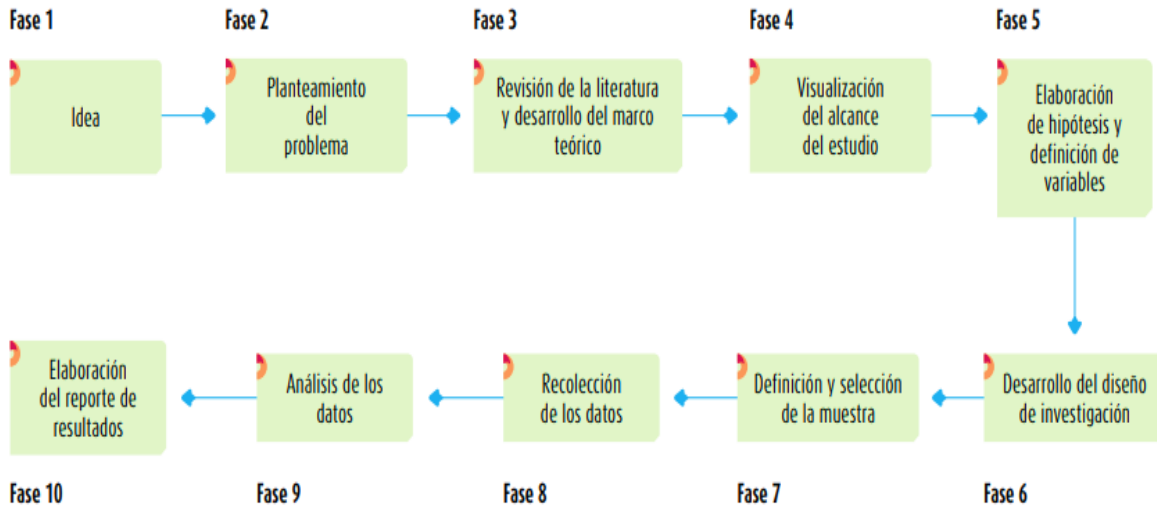 Fase 1
Fase 2
Fase 3
Fase 4
Fase 5
Idea
Planteamiento
del
problema
Revisión de la literatura
y desarrollo del marco
teórico
Visualización
del alcance
del estudio
Elaboración
de hipótesis y
definición de
variables
Elaboración
del reporte de
resultados
Análisis de los
datos
Recolección
de los datos
Definición y selección
de la muestra
Desarrollo del diseño
de investigación
Fase 10
Fase 9
Fase 8
Fase 7
Fase 6